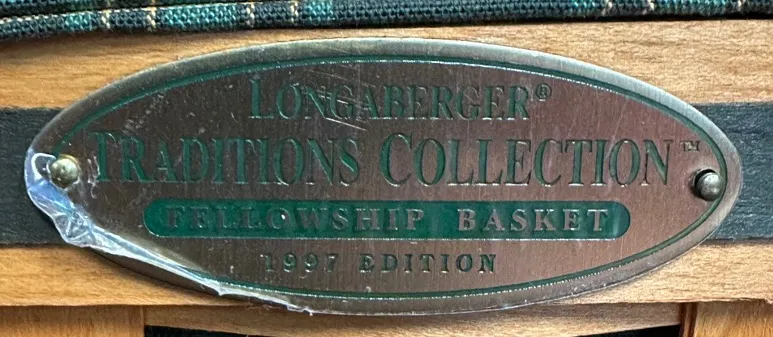 LONGABERGER®
TRADITIONS COLLECTION™
FELLOWSHIP BASKET
1997 EDITION